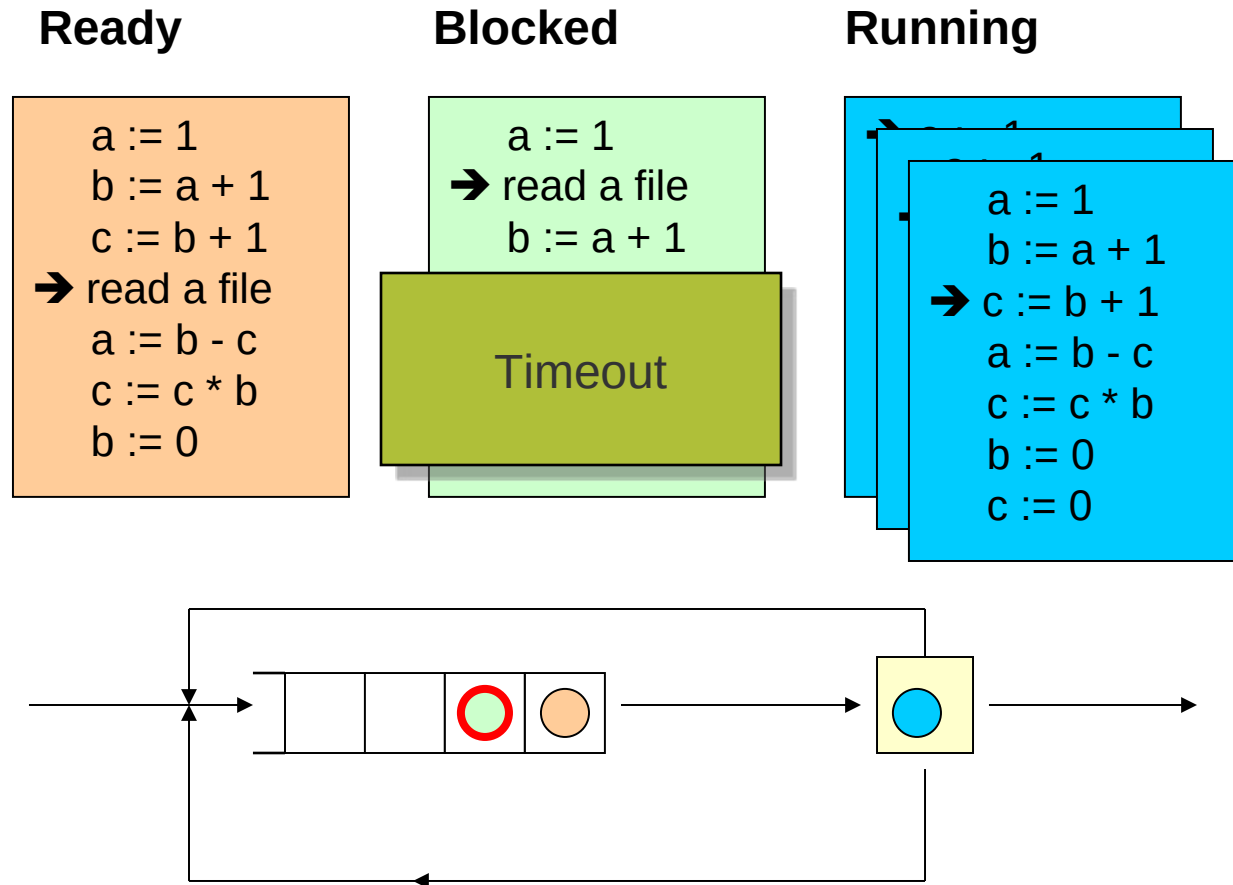 Ready
Blocked
Running
a := 1
b := a + 1
c := b + 1
➔ read a file
a := b - c
c := c * b
b := 0
a := 1
➔ read a file
b := a + 1
Timeout
a := 1
b := a + 1
➔ c := b + 1
a := b - c
c := c * b
b := 0
c := 0